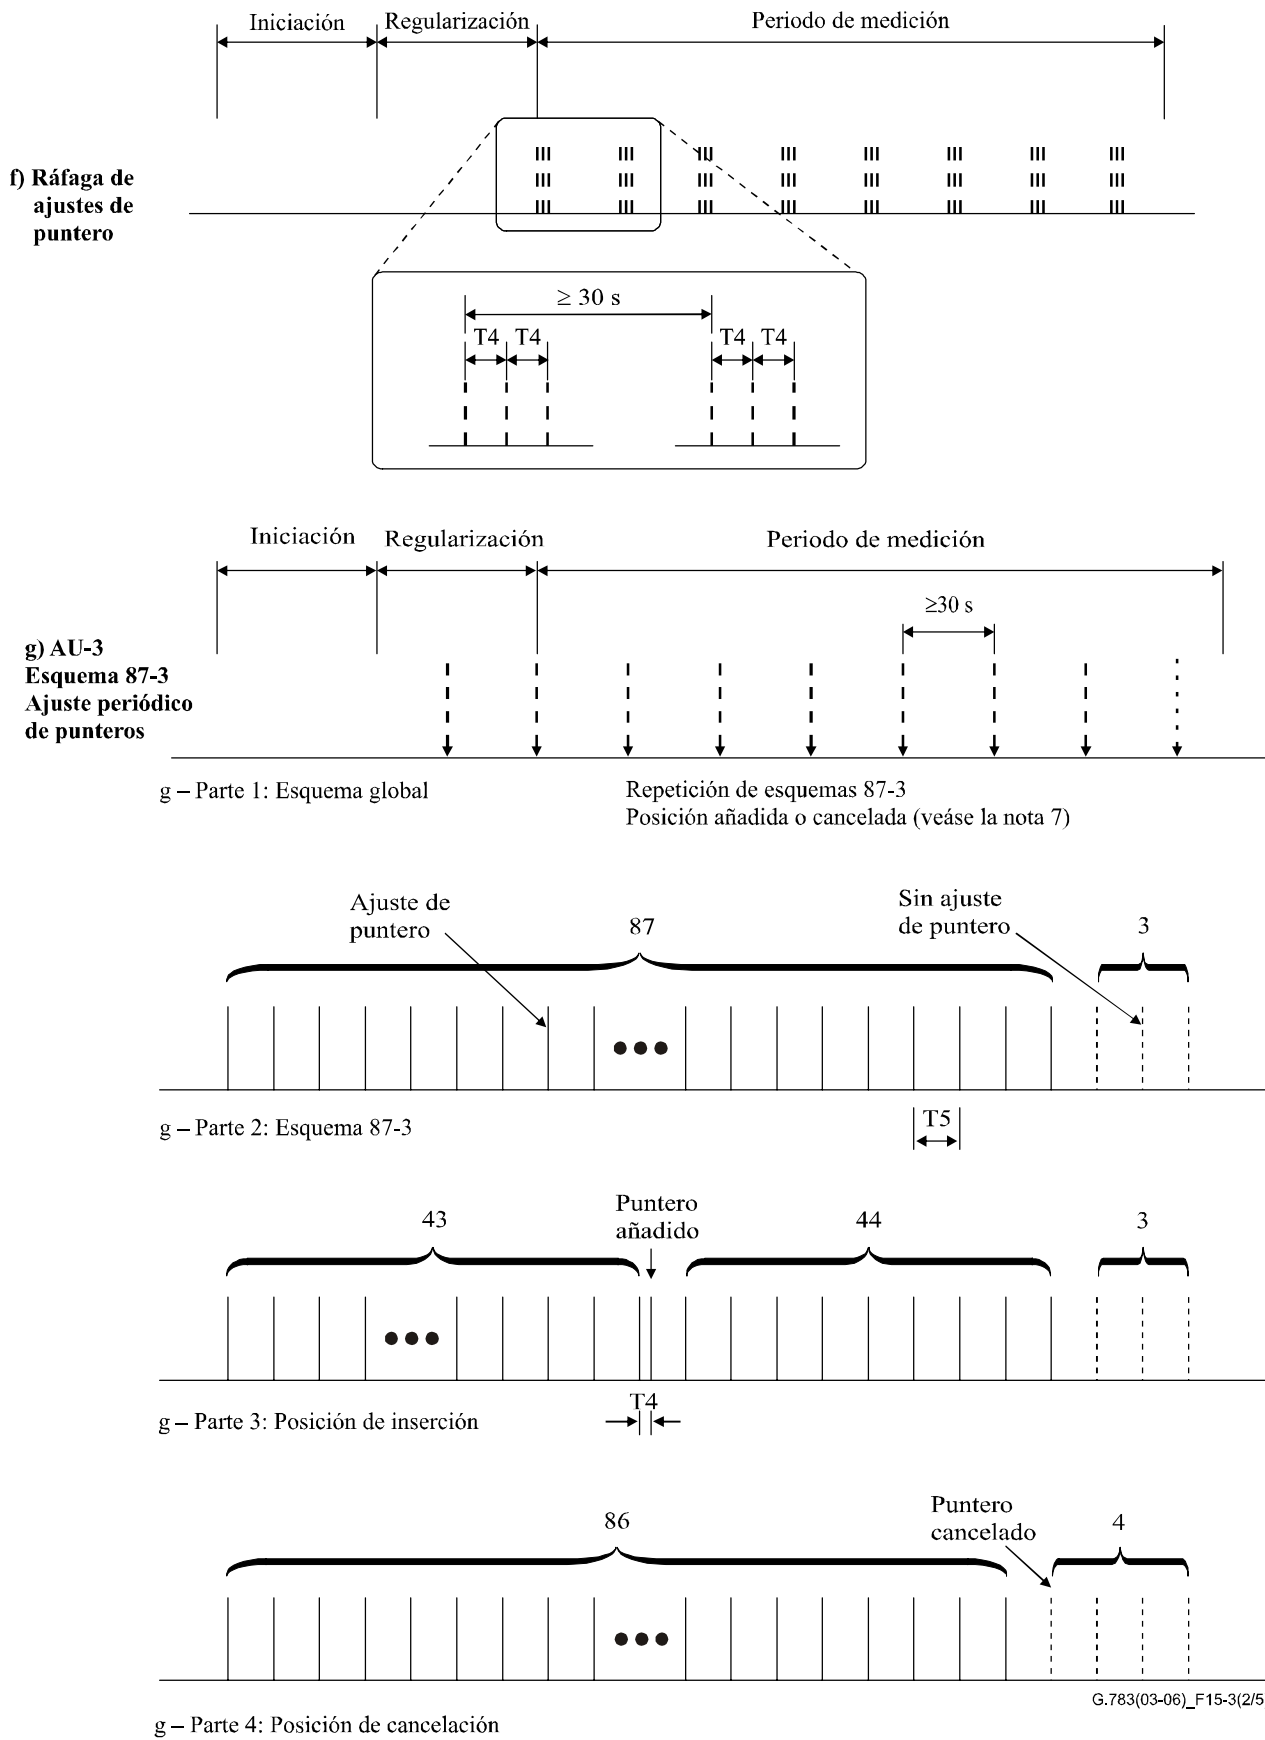 Iniciación
Regularización
Periodo de medición
f) Ráfaga de
ajustes de
puntero
≥ 30 s
T4 T4
T4 T4
Iniciación
Regularización
Periodo de medición
≥30 s
g) AU-3
Esquema 87-3
Ajuste periódico
de punteros
g – Parte 1: Esquema global
Repetición de esquemas 87-3
Posición añadida o cancelada (veáse la nota 7)
Ajuste de
puntero
87
Sin ajuste
de puntero
3
g – Parte 2: Esquema 87-3
T5
43
Puntero
añadido
44
3
T4
g – Parte 3: Posición de inserción
86
Puntero
cancelado
4
G.783(03-06)_F15-3(2/5
g – Parte 4: Posición de cancelación